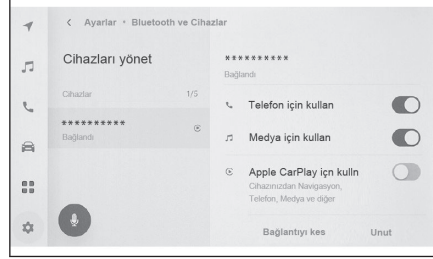 Ayarlar • Bluetooth ve Cihazlar
Cihazları yönet
Cihazlar 1/5
**********
Bağlandı
**********
Bağlandı
Telefon için kullan
Medya için kullan
Apple CarPlay içn kulln
Cihazınızdan Navigasyon,
Telefon, Medya ve diğer
Bağlantıyı kes Unut